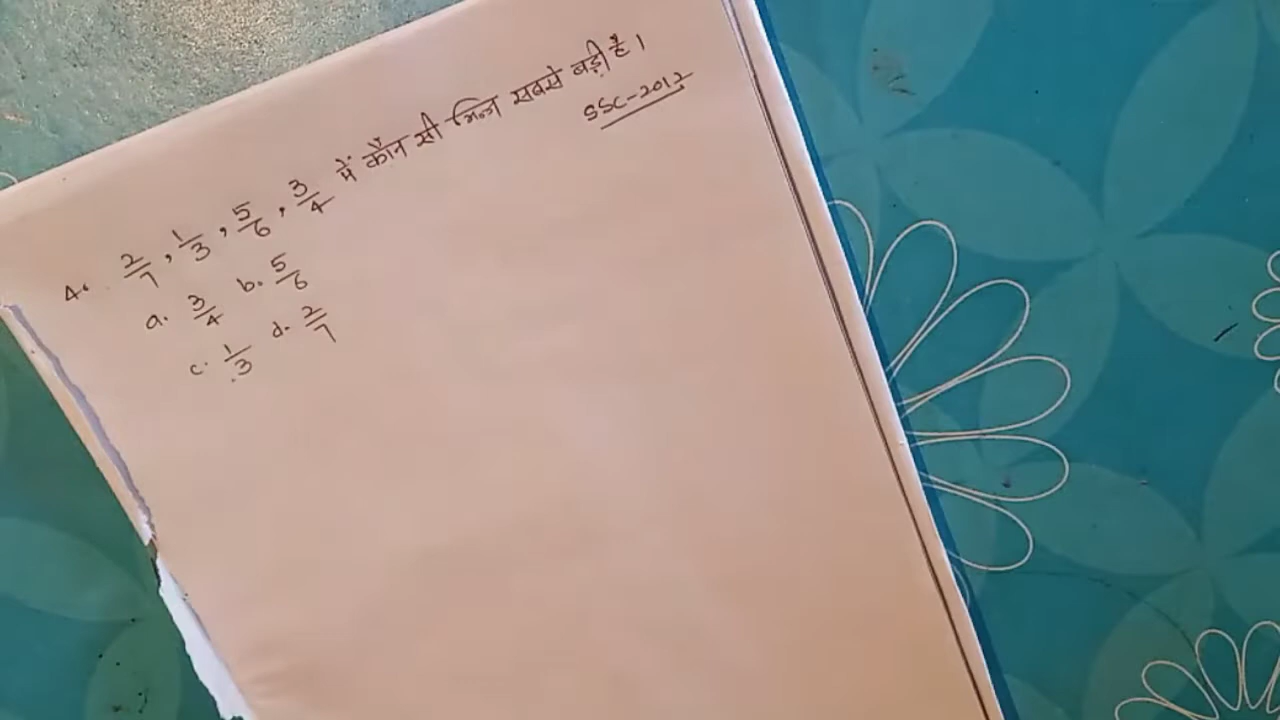 4. 2/7, 1/3, 5/6, 3/4 में कौन सी भिन्न सबसे बड़ी है।
SSC-2012
a. 3/4 b. 5/6
c. 1/3 d. 2/7